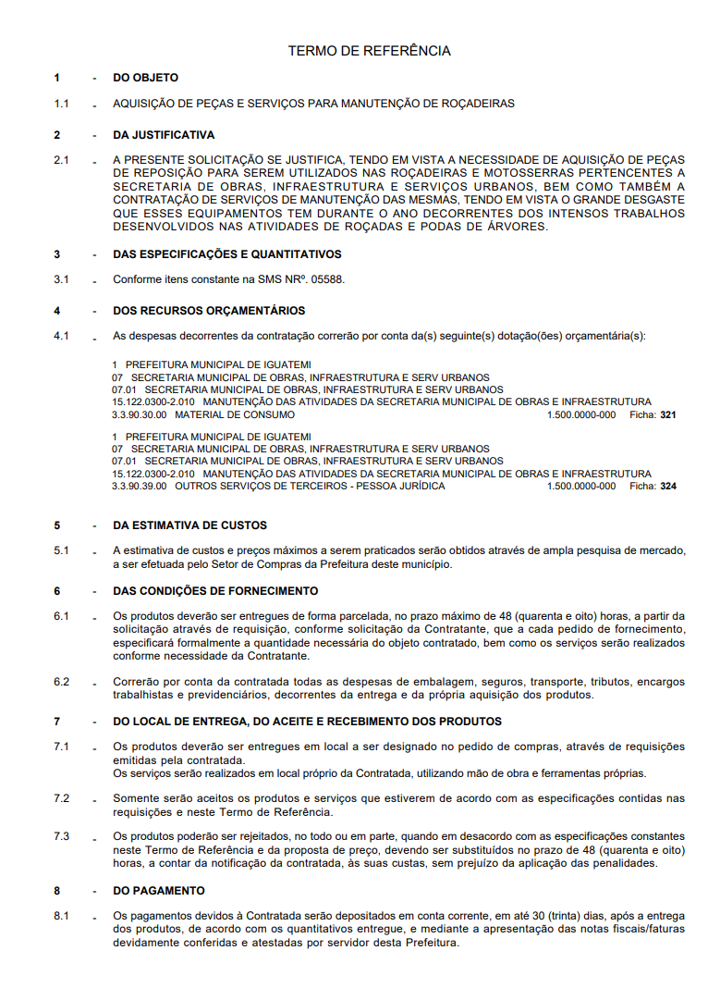 TERMO DE REFERÊNCIA
1 - DO OBJETO
1.1 - AQUISIÇÃO DE PEÇAS E SERVIÇOS PARA MANUTENÇÃO DE ROÇADEIRAS
2 - DA JUSTIFICATIVA
2.1 - A PRESENTE SOLICITAÇÃO SE JUSTIFICA, TENDO EM VISTA A NECESSIDADE DE AQUISIÇÃO DE PEÇAS
DE REPOSIÇÃO PARA SEREM UTILIZADOS NAS ROÇADEIRAS E MOTOSSERRAS PERTENCENTES A
SECRETARIA DE OBRAS, INFRAESTRUTURA E SERVIÇOS URBANOS, BEM COMO TAMBÉM A
CONTRATAÇÃO DE SERVIÇOS DE MANUTENÇÃO DAS MESMAS, TENDO EM VISTA O GRANDE DESGASTE
QUE ESSES EQUIPAMENTOS TEM DURANTE O ANO DECORRENTES DOS INTENSOS TRABALHOS
DESENVOLVIDOS NAS ATIVIDADES DE ROÇADAS E PODAS DE ÁRVORES.
3 - DAS ESPECIFICAÇÕES E QUANTITATIVOS
3.1 - Conforme itens constante na SMS NRº. 05588.
4 - DOS RECURSOS ORÇAMENTÁRIOS
4.1 - As despesas decorrentes da contratação correrão por conta da(s) seguinte(s) dotação(ões) orçamentária(s):
1 PREFEITURA MUNICIPAL DE IGUATEMI
07 SECRETARIA MUNICIPAL DE OBRAS, INFRAESTRUTURA E SERV URBANOS
07.01 SECRETARIA MUNICIPAL DE OBRAS, INFRAESTRUTURA E SERV URBANOS
15.122.0300-2.010 MANUTENÇÃO DAS ATIVIDADES DA SECRETARIA MUNICIPAL DE OBRAS E INFRAESTRUTURA
3.3.90.30.00 MATERIAL DE CONSUMO 1.500.0000-000 Ficha: 321
1 PREFEITURA MUNICIPAL DE IGUATEMI
07 SECRETARIA MUNICIPAL DE OBRAS, INFRAESTRUTURA E SERV URBANOS
07.01 SECRETARIA MUNICIPAL DE OBRAS, INFRAESTRUTURA E SERV URBANOS
15.122.0300-2.010 MANUTENÇÃO DAS ATIVIDADES DA SECRETARIA MUNICIPAL DE OBRAS E INFRAESTRUTURA
3.3.90.39.00 OUTROS SERVIÇOS DE TERCEIROS - PESSOA JURÍDICA 1.500.0000-000 Ficha: 324
5 - DA ESTIMATIVA DE CUSTOS
5.1 - A estimativa de custos e preços máximos a serem praticados serão obtidos através de ampla pesquisa de mercado,
a ser efetuada pelo Setor de Compras da Prefeitura deste município.
6 - DAS CONDIÇÕES DE FORNECIMENTO
6.1 - Os produtos deverão ser entregues de forma parcelada, no prazo máximo de 48 (quarenta e oito) horas, a partir da
solicitação através de requisição, conforme solicitação da Contratante, que a cada pedido de fornecimento,
especificará formalmente a quantidade necessária do objeto contratado, bem como os serviços serão realizados
conforme necessidade da Contratante.
6.2 - Correrão por conta da contratada todas as despesas de embalagem, seguros, transporte, tributos, encargos
trabalhistas e previdenciários, decorrentes da entrega e da própria aquisição dos produtos.
7 - DO LOCAL DE ENTREGA, DO ACEITE E RECEBIMENTO DOS PRODUTOS
7.1 - Os produtos deverão ser entregues em local a ser designado no pedido de compras, através de requisições
emitidas pela contratada.
Os serviços serão realizados em local próprio da Contratada, utilizando mão de obra e ferramentas próprias.
7.2 - Somente serão aceitos os produtos e serviços que estiverem de acordo com as especificações contidas nas
requisições e neste Termo de Referência.
7.3 - Os produtos poderão ser rejeitados, no todo ou em parte, quando em desacordo com as especificações constantes
neste Termo de Referência e da proposta de preço, devendo ser substituídos no prazo de 48 (quarenta e oito)
horas, a contar da notificação da contratada, às suas custas, sem prejuízo da aplicação das penalidades.
8 - DO PAGAMENTO
8.1 - Os pagamentos devidos à Contratada serão depositados em conta corrente, em até 30 (trinta) dias, após a entrega
dos produtos, de acordo com os quantitativos entregue, e mediante a apresentação das notas fiscais/faturas
devidamente conferidas e atestadas por servidor desta Prefeitura.